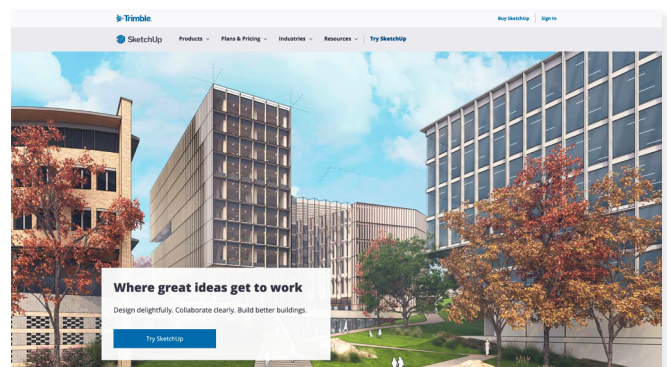 Trimble.
Buy SketchUp Sign In
SketchUp Products Plans & Pricing Industries Resources Try SketchUp
Where great ideas get to work
Design delightfully. Collaborate clearly. Build better buildings.
Try SketchUp